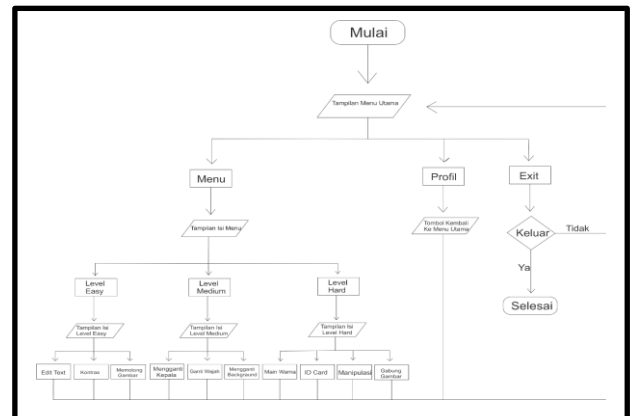 Mulai
Tampilan Menu Utama
Menu
Profil
Exit
Tampilan Isi Menu
Tombol Kembali
Ke Menu Utama
Keluar
Tidak
Ya
Selesai
Level
Easy
Level
Medium
Level
Hard
Tampilan Isi
Level Easy
Tampilan Isi
Level Medium
Tampilan Isi
Level Hard
Edit Text
Kontras
Memotong
Gambar
Mengganti
Kepala
Ganti Wajah
Mengganti
Background
Main Warna
ID Card
Manipulasi
Gabung
Gambar